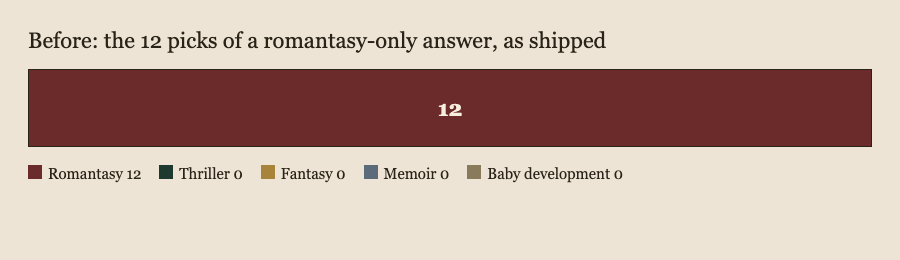 Before: the 12 picks of a romantasy-only answer, as shipped
12
Romantasy 12 Thriller 0 Fantasy 0 Memoir 0 Baby development 0